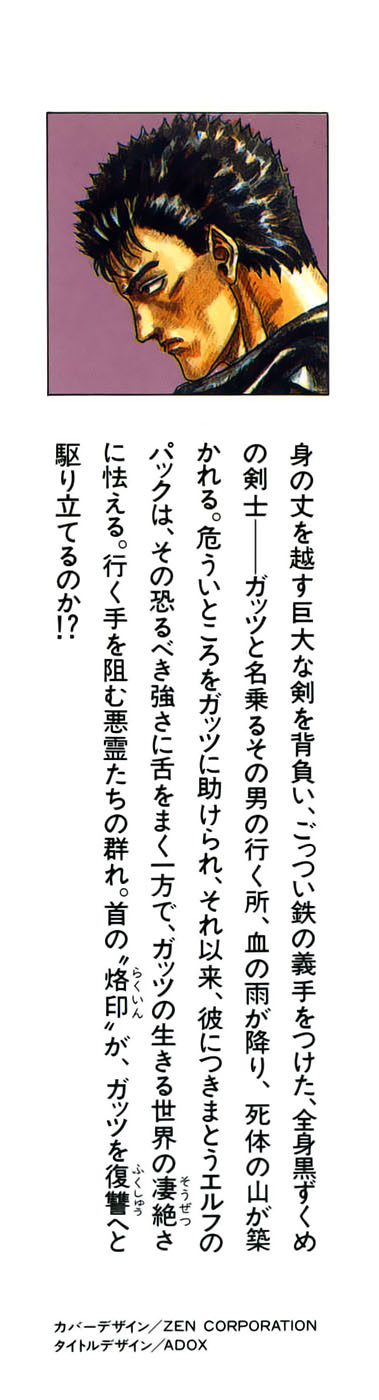 身の丈を越す巨大な剣を背負い、ごっつい鉄の義手をつけた、全身黒ずくめ
の剣士――ガッツと名乗るその男の行く所、血の雨が降り、死体の山が築
かれる。危ういところをガッツに助けられ、それ以来、彼につきまとうエルフの
パックは、その恐るべき強さに舌をまく一方で、ガッツの生きる世界の凄絶さ
そうぜつ
に怯える。行く手を阻む悪霊たちの群れ。首の〝烙印〟が、ガッツを復讐へと
らくいん
ふくしゅう
駆り立てるのか!?
カバーデザイン／ZEN CORPORATION
タイトルデザイン／ADOX